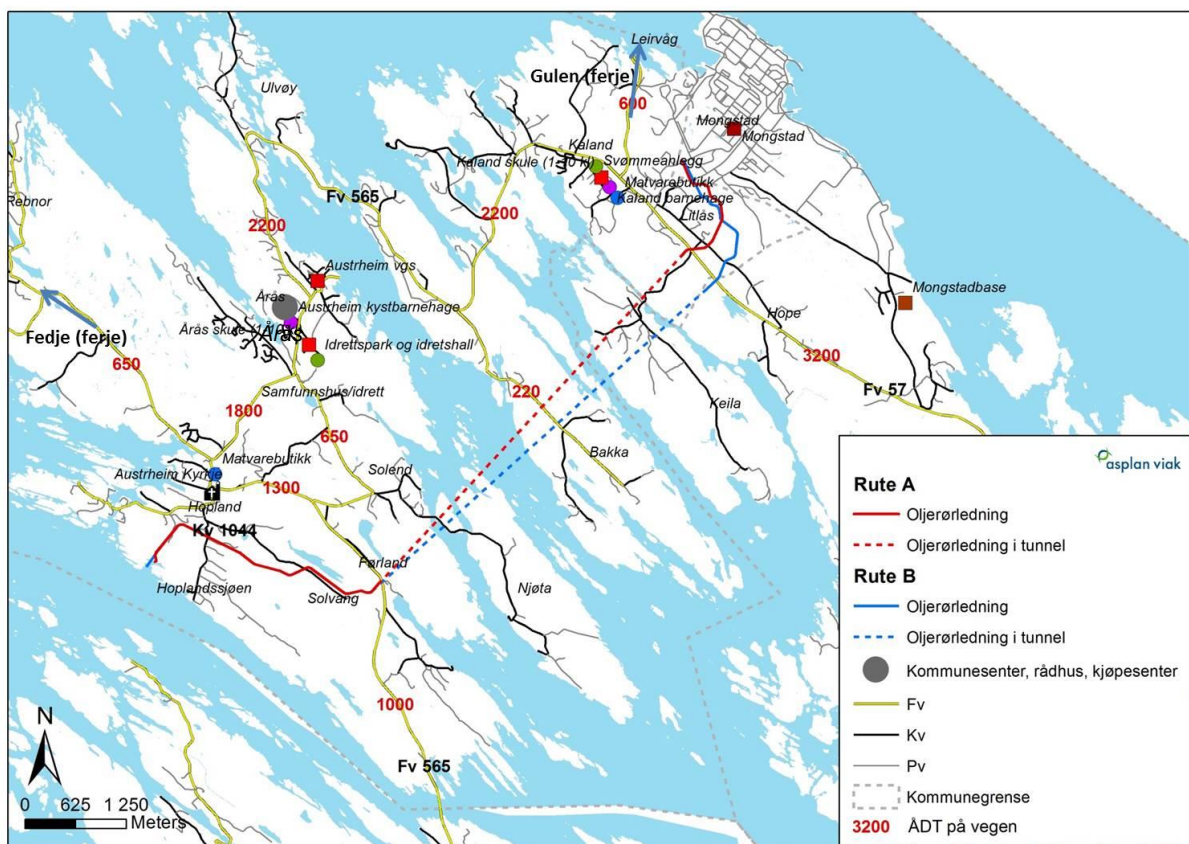 Leirvåg
Gulen (ferje)
Ulvøy
600
Mongstad
Mongstad
Kaland
Kaland skule (1-10 kl)
Svømmeanlegg
Matvarebutikk
Kaland barnehage
Litlås
Rebnor
Fv 565
2200
2200
Austrheim vgs
Årås
Austrheim kystbarnehage
Årås skule
Årås
Idrettspark og idretshall
Mongstadbase
Hope
Fedje (ferje)
650
3200
Samfunnshus/idrett
Fv 57
220
1800
650
Keila
Bakka
Matvarebutikk
Austrheim Kyrkje
Solend
1300
Hopland
Kv 1044
Førland
Hoplandssjøen
Solvang
Njøta
1000
Fv 565
N
0 625 1 250
Meters
asplan viak
Rute A
Oljerørledning
Oljerørledning i tunnel
Rute B
Oljerørledning
Oljerørledning i tunnel
Kommunesenter, rådhus, kjøpesenter
Fv
Kv
Pv
Kommunegrense
3200 ÅDT på vegen